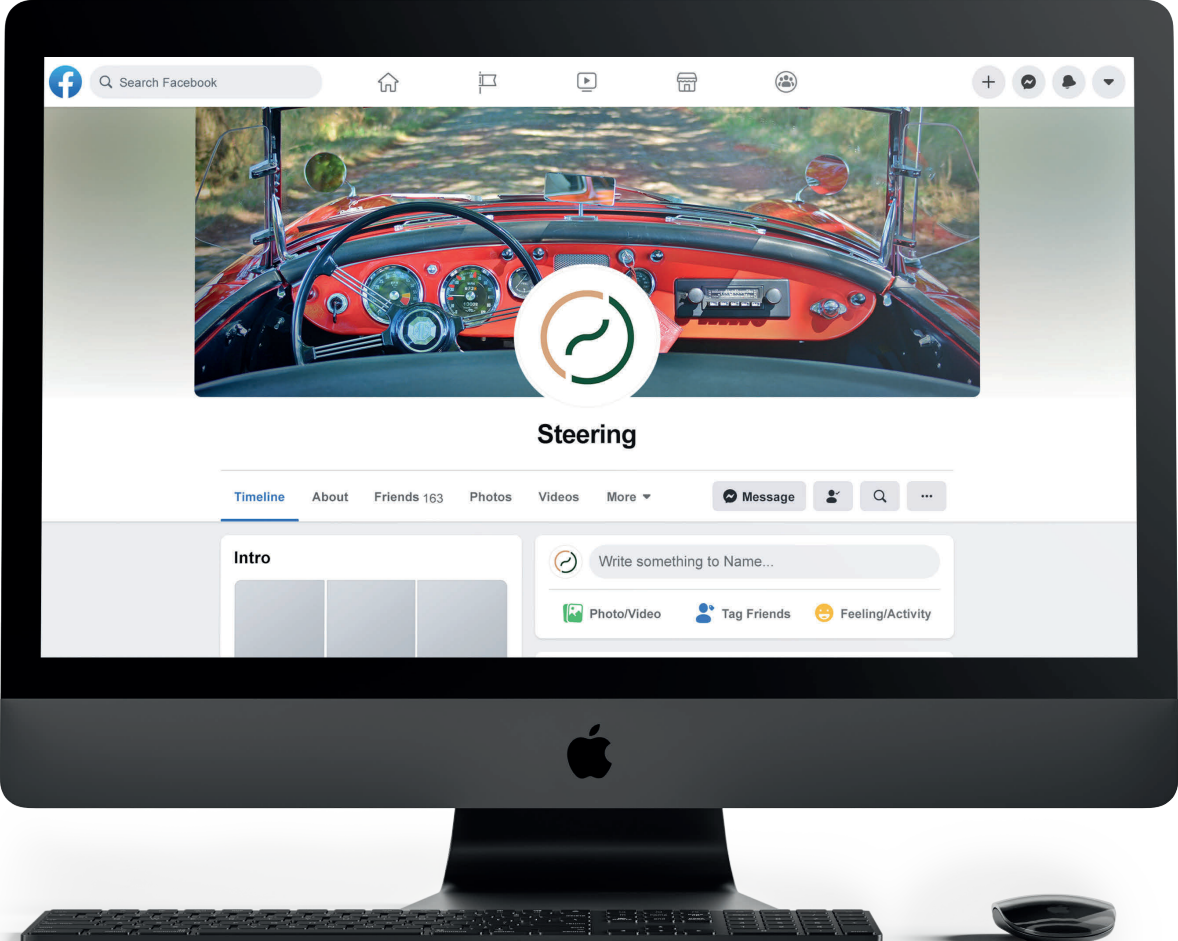 Search Facebook
Steering
Timeline About Friends 163 Photos Videos More Message ...
Intro
Write something to Name...
Photo/Video Tag Friends Feeling/Activity